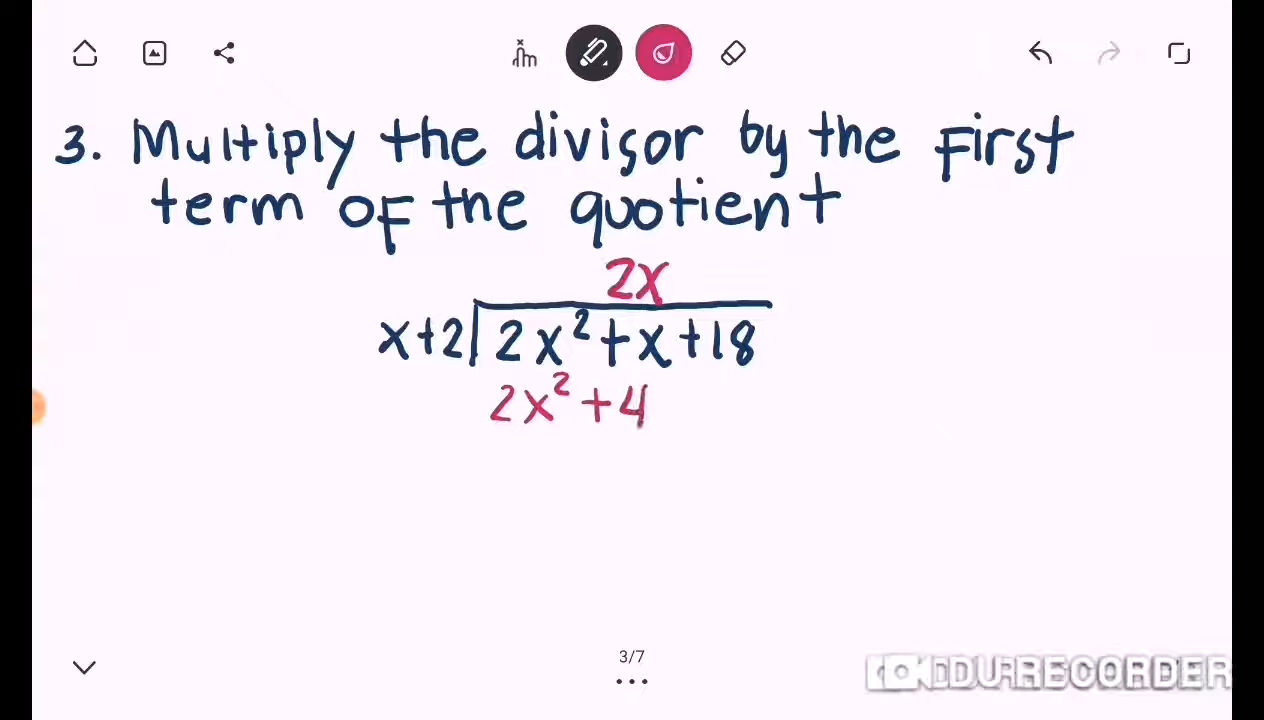 3. Multiply the divisor by the first
term of the quotient
2x
x+2 2x²+x+18
2x²+4
3/7
DU RECORDER